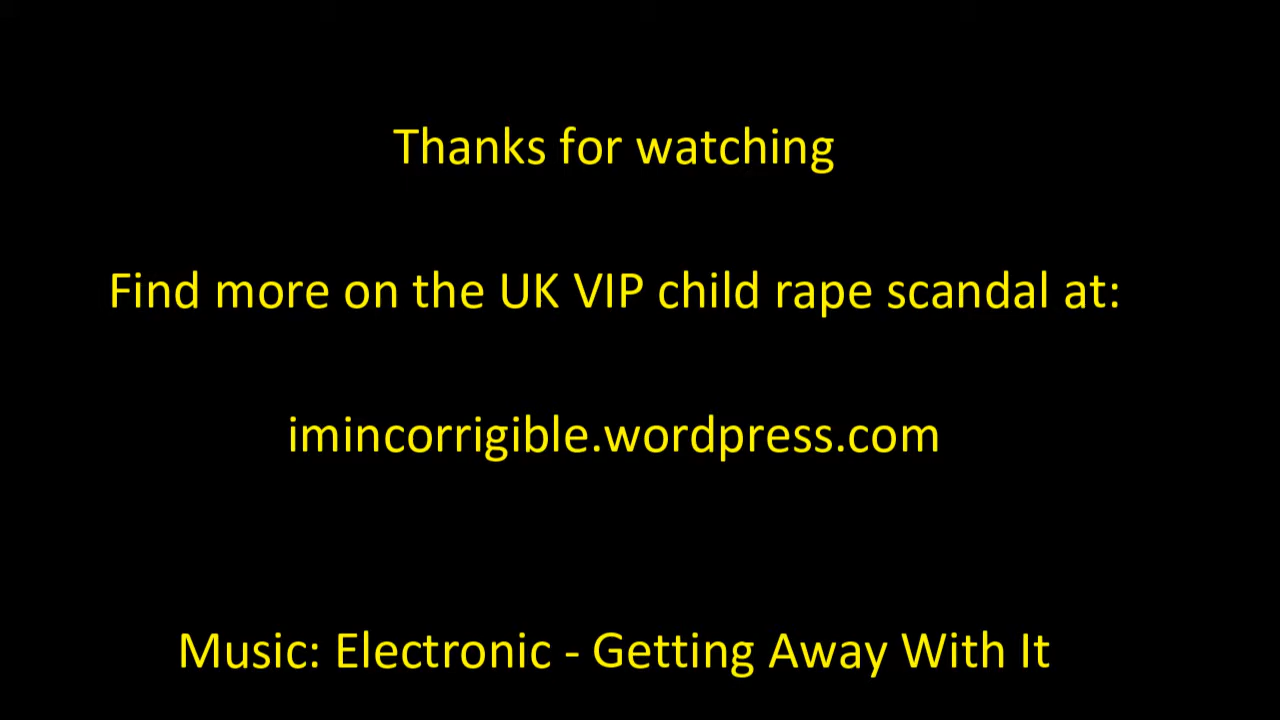 Thanks for watching
Find more on the UK VIP child rape scandal at:
imincorrigible.wordpress.com
Music: Electronic - Getting Away With It